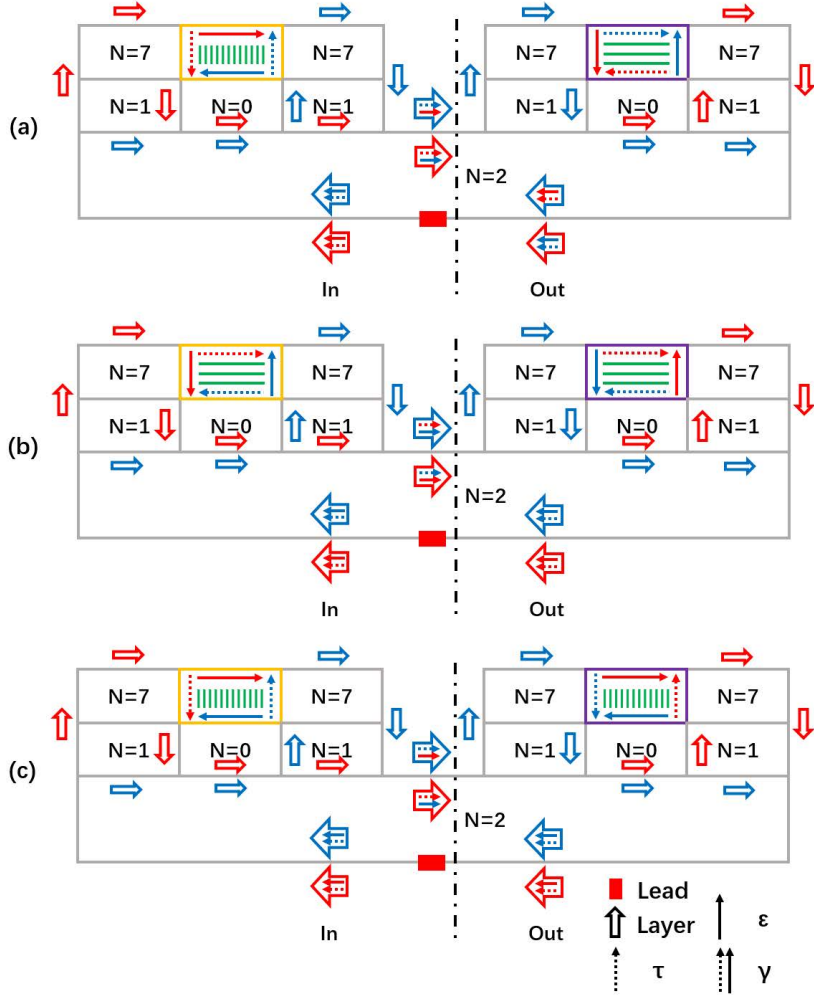 N=7 N=7 N=7 N=7
N=1 N=0 N=1 N=1 N=0 N=1
(a)
N=2
In Out
N=7 N=7 N=7 N=7
N=1 N=0 N=1 N=1 N=0 N=1
(b)
N=2
In Out
N=7 N=7 N=7 N=7
N=1 N=0 N=1 N=1 N=0 N=1
(c)
N=2
In Out
Lead
Layer ε
τ γ